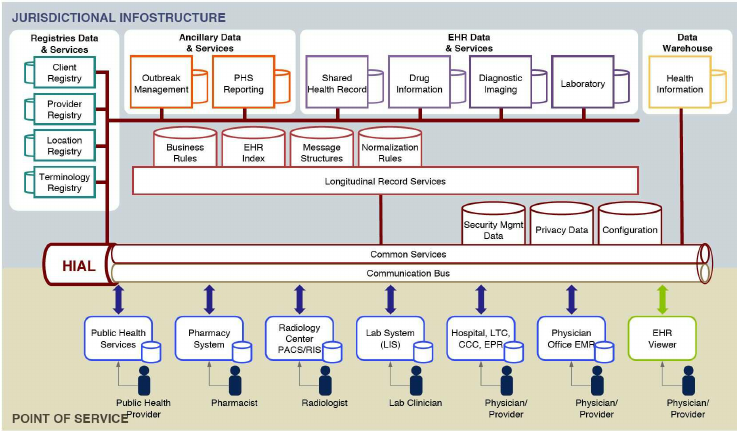 JURISDICTIONAL INFOSTRUCTURE
Registries Data
& Services
Ancillary Data
& Services
EHR Data
& Services
Data
Warehouse
Client
Registry
Provider
Registry
Location
Registry
Terminology
Registry
Outbreak
Management
PHS
Reporting
Shared
Health Record
Drug
Information
Diagnostic
Imaging
Laboratory
Health
Information
Business
Rules
EHR
Index
Message
Structures
Normalization
Rules
Longitudinal Record Services
Security Mgmt
Data
Privacy Data
Configuration
HIAL
Common Services
Communication Bus
Public Health
Services
Pharmacy
System
Radiology
Center
PACS/RIS
Lab System
(LIS)
Hospital, LTC,
CCC, EPR
Physician
Office EMR
EHR
Viewer
Public Health
Provider
Pharmacist
Radiologist
Lab Clinician
Physician/
Provider
Physician/
Provider
Physician/
Provider
POINT OF SERVICE